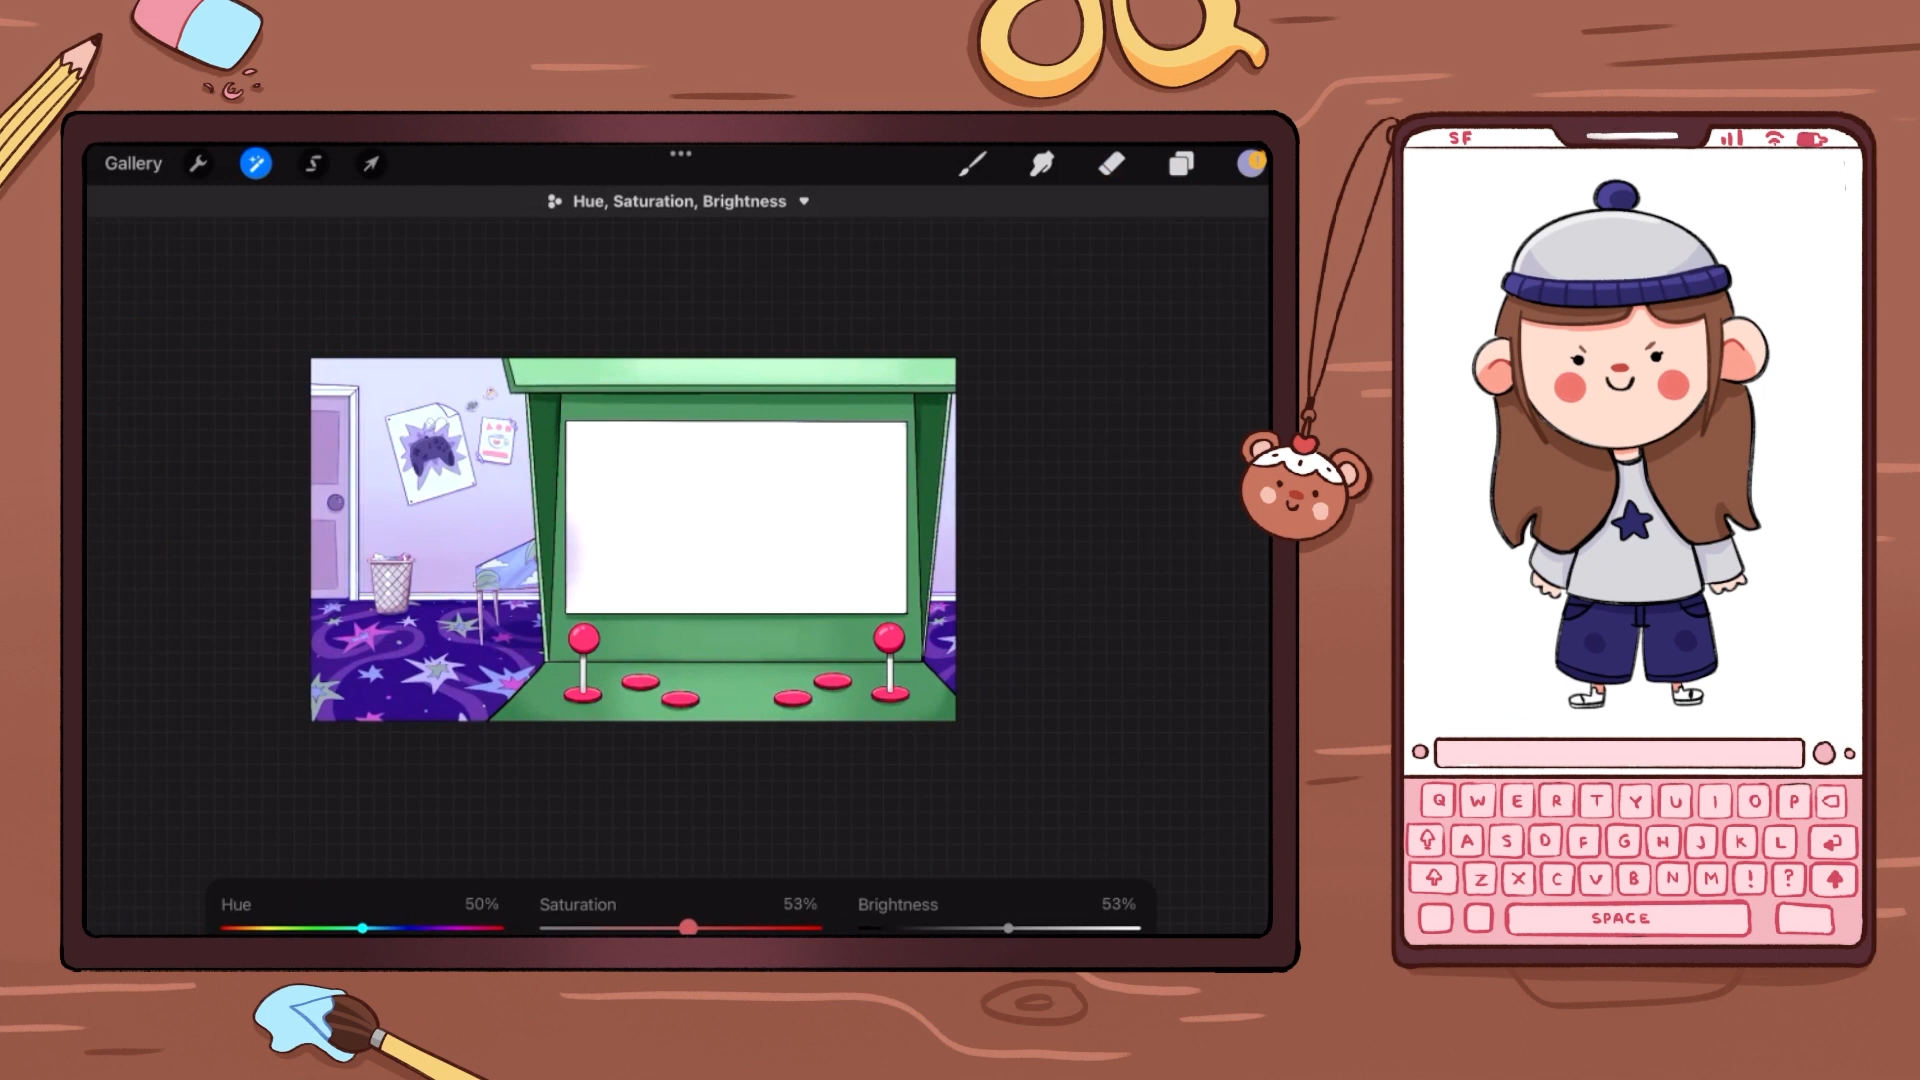 Gallery
Hue, Saturation, Brightness
Hue 50% Saturation 53% Brightness 53%
SF
Q W E R T Y U I O P
A S D F G H J K L
Z X C V B N M ! ?
SPACE